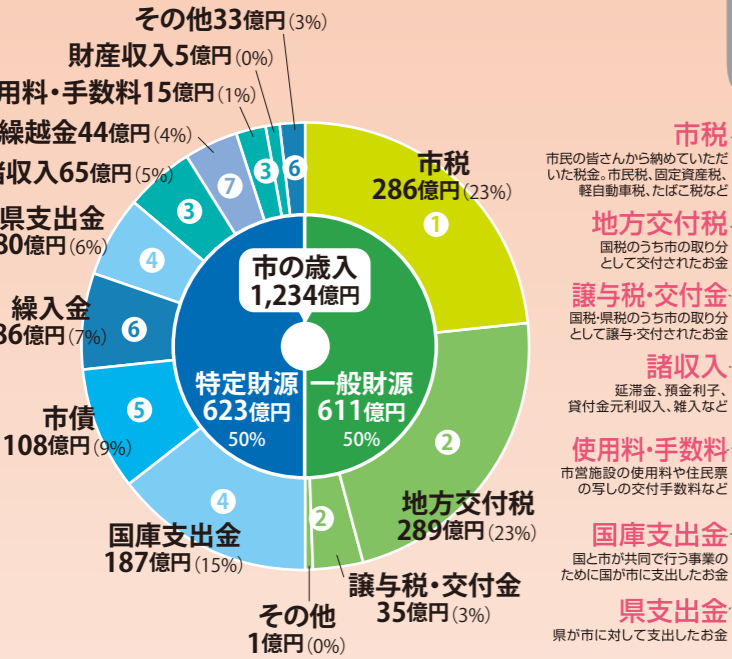 その他33億円(3%)
財産収入5億円(0%)
用料・手数料15億円(1%)
繰越金44億円(4%)
収入65億円(5%)
県支出金
80億円(6%)
繰入金
86億円(7%)
市債
108億円(9%)
国庫支出金
187億円(15%)
その他
1億円(0%)
譲与税・交付金
35億円(3%)
地方交付税
289億円(23%)
市税
286億円(23%)
市の歳入
1,234億円
特定財源
623億円
50%
一般財源
611億円
50%
1
2
2
4
5
6
4
3
7
3
6
市税
市民の皆さんから納めていただ
いた税金。市民税、固定資産税、
軽自動車税、たばこ税など
地方交付税
国税のうち市の取り分
として交付されたお金
譲与税・交付金
国税・県税のうち市の取り分
として譲与・交付されたお金
諸収入
延滞金、預金利子、
貸付金元利収入、雑入など
使用料・手数料
市営施設の使用料や住民票
の写しの交付手数料など
国庫支出金
国と市が共同で行う事業の
ために国が市に支出したお金
県支出金
県が市に対して支出したお金